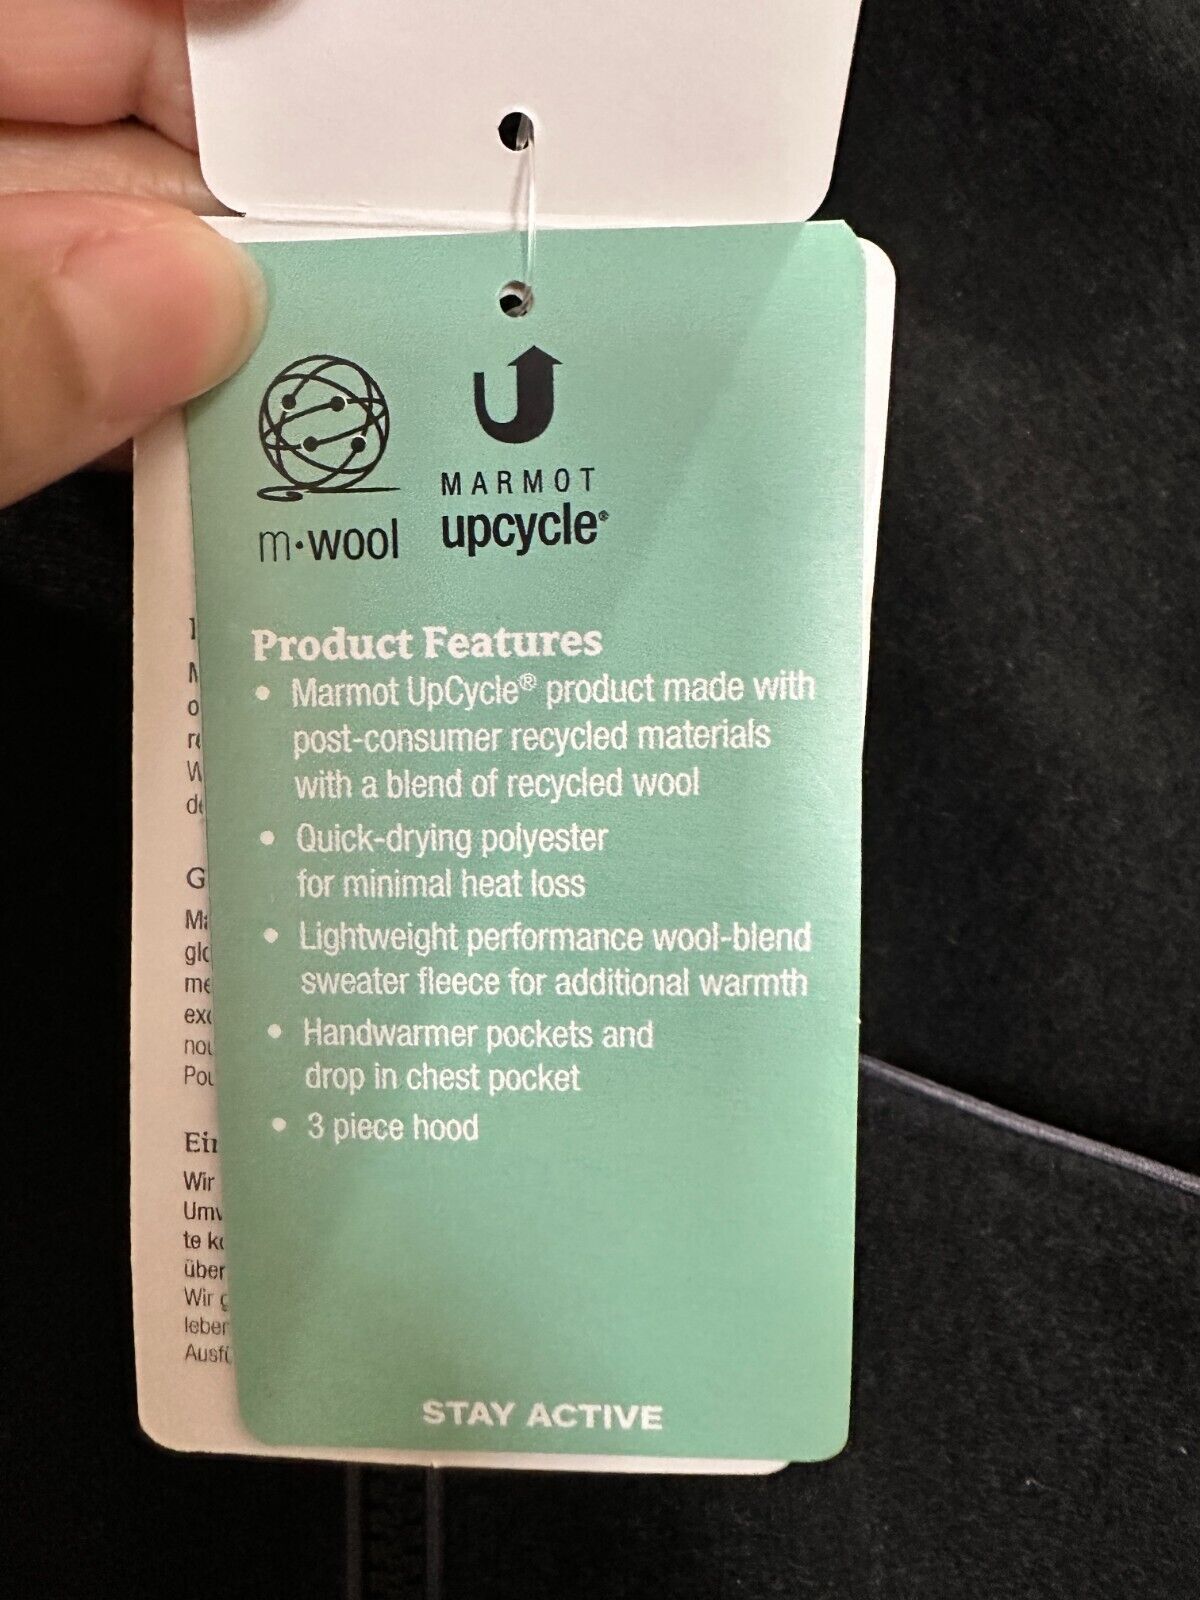 m·wool
MARMOT
upcycle®
Product Features
• Marmot UpCycle® product made with
post-consumer recycled materials
with a blend of recycled wool
• Quick-drying polyester
for minimal heat loss
• Lightweight performance wool-blend
sweater fleece for additional warmth
• Handwarmer pockets and
drop in chest pocket
• 3 piece hood
STAY ACTIVE
Wir
über
Wir